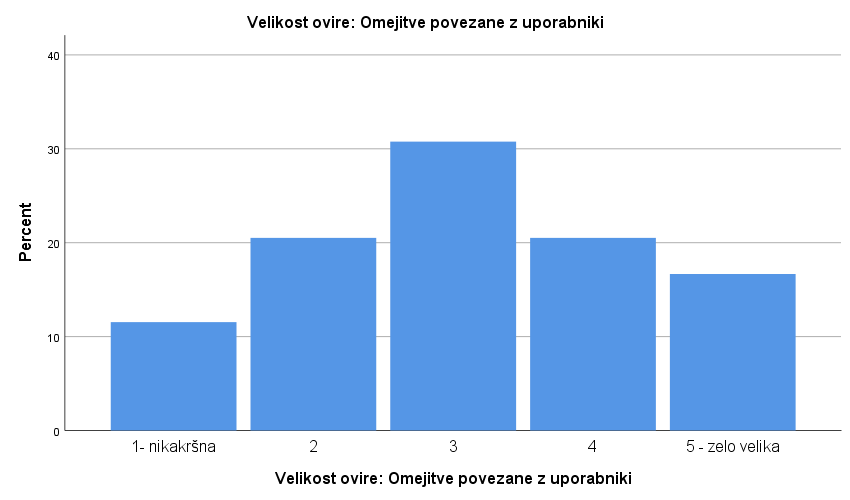 Velikost ovire: Omejitve povezane z uporabniki
40
30
20
10
0
Percent
1- nikakršna
2
3
4
5 - zelo velika
Velikost ovire: Omejitve povezane z uporabniki